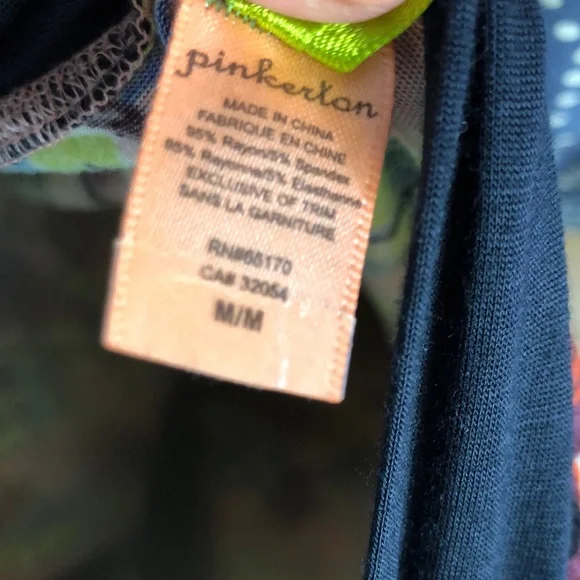 pinkerton
MADE IN CHINA
FABRIQUE EN CHINE
95% Rayon/5% Spandex
95% Rayonne/5% Elasthanne
EXCLUSIVE OF TRIM
SANS LA GARNITURE
RN#68170
CA# 32054
M/M